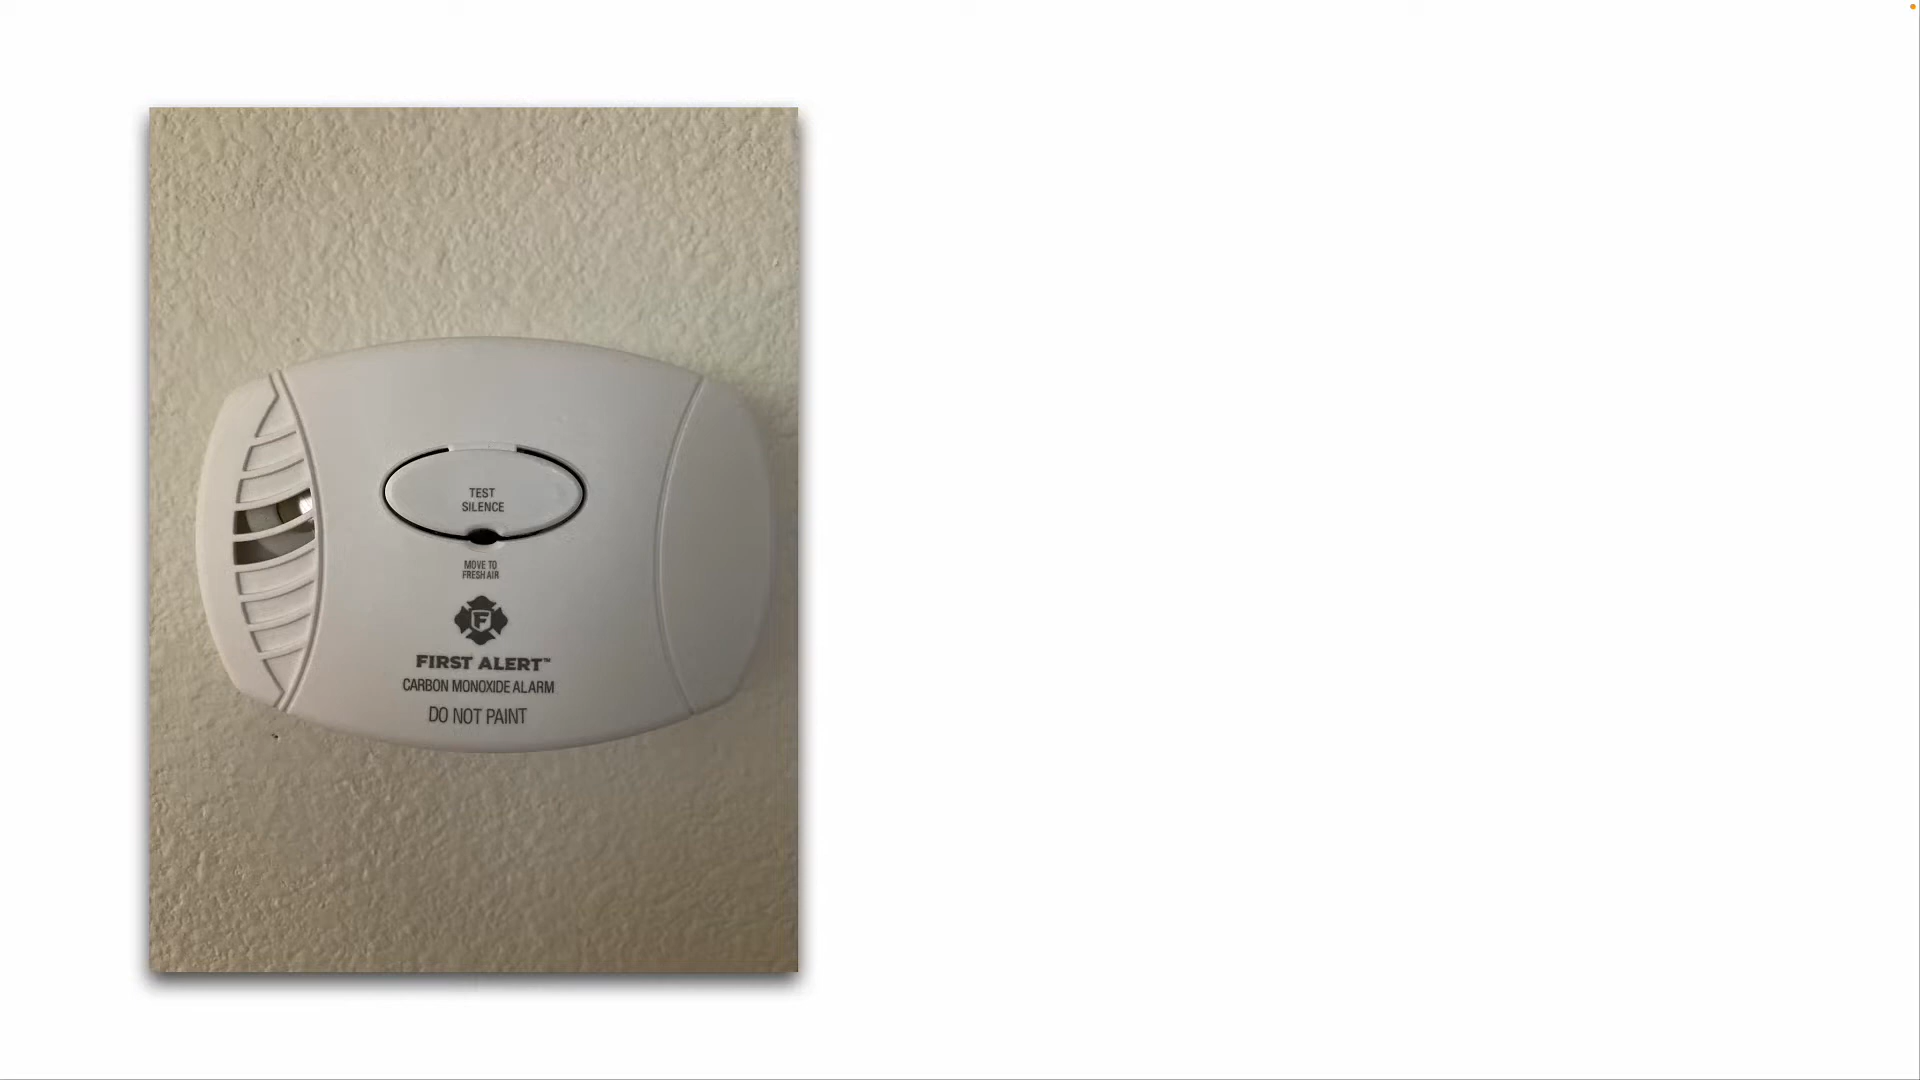 TEST
SILENCE
MOVE TO
FRESH AIR
F
FIRST ALERT™
CARBON MONOXIDE ALARM
DO NOT PAINT